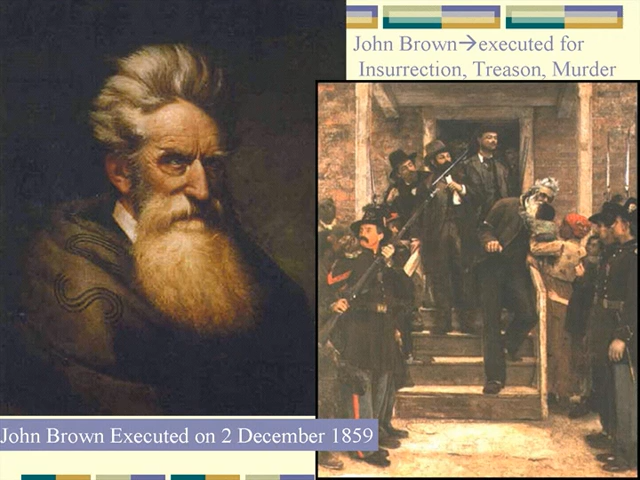 John Brown→executed for
Insurrection, Treason, Murder
John Brown Executed on 2 December 1859